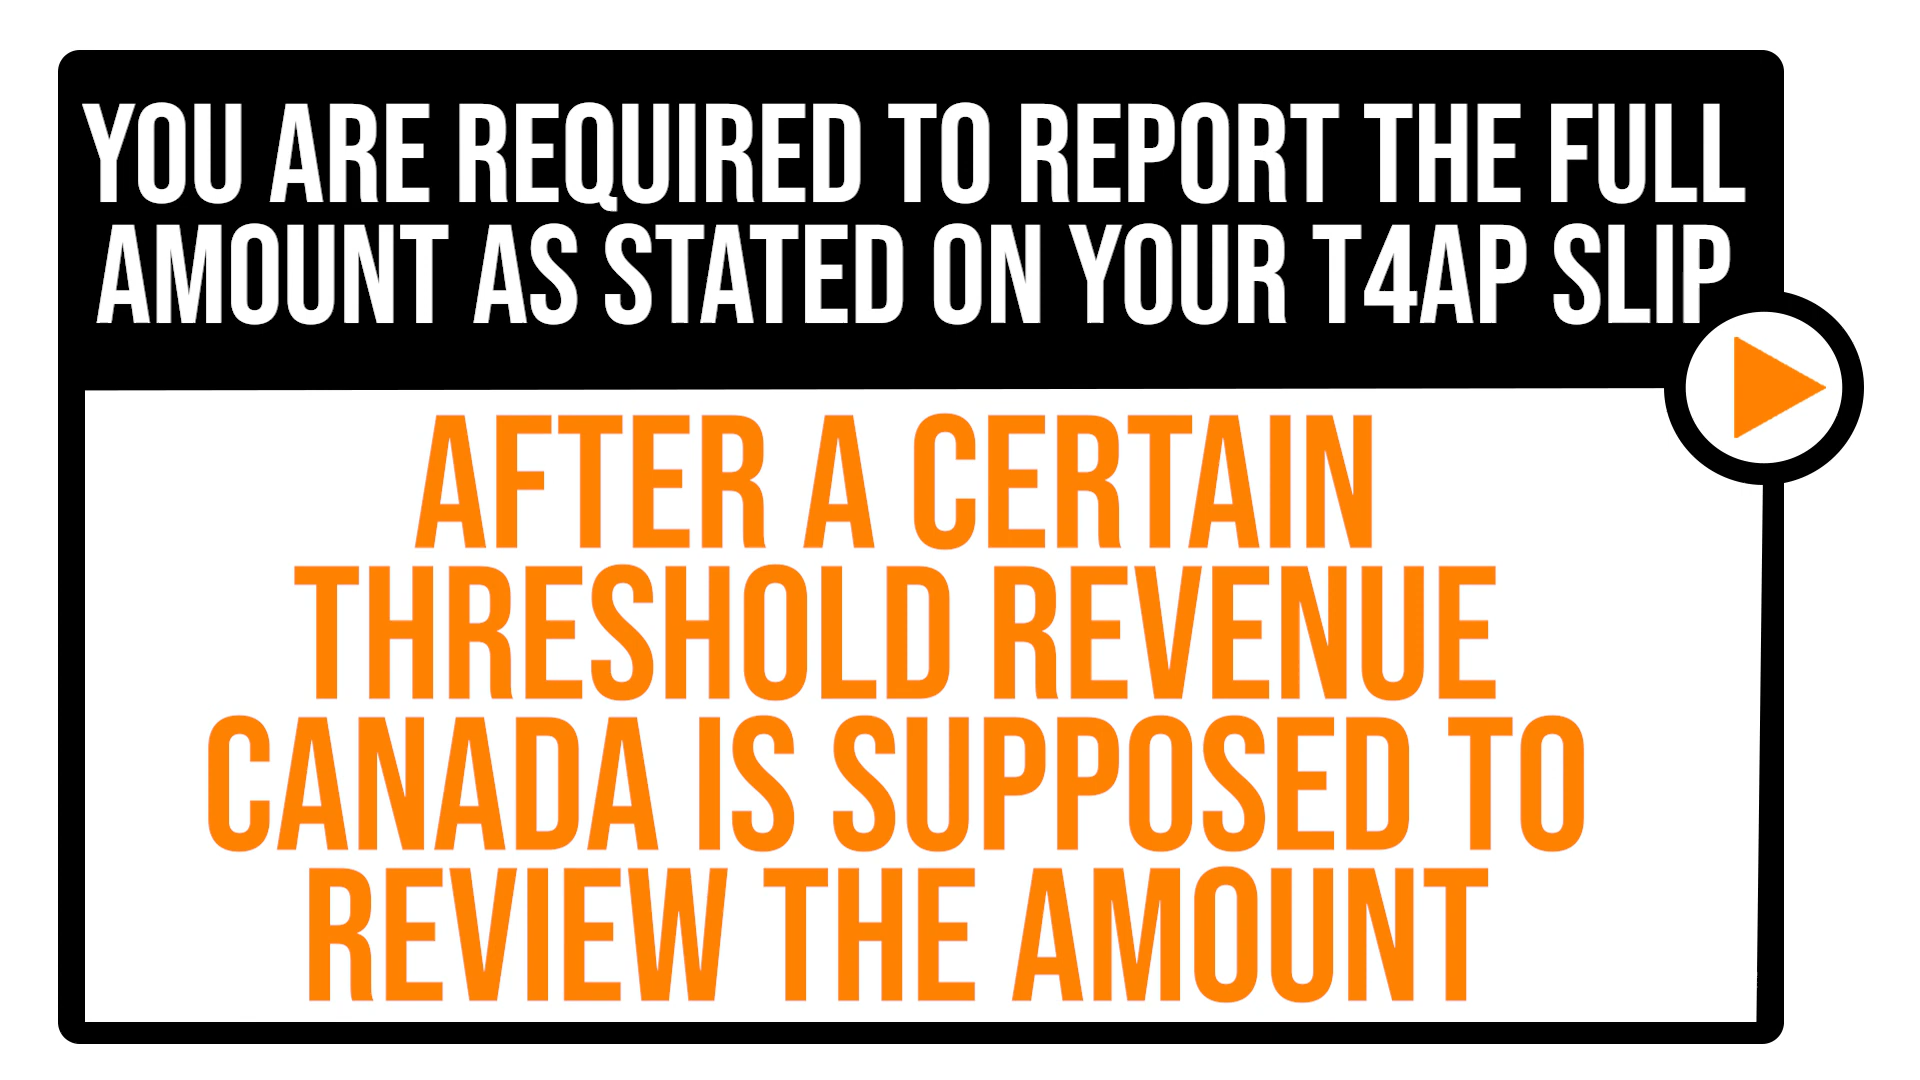 YOU ARE REQUIRED TO REPORT THE FULL
AMOUNT AS STATED ON YOUR T4AP SLIP
AFTER A CERTAIN
THRESHOLD REVENUE
CANADA IS SUPPOSED TO
REVIEW THE AMOUNT